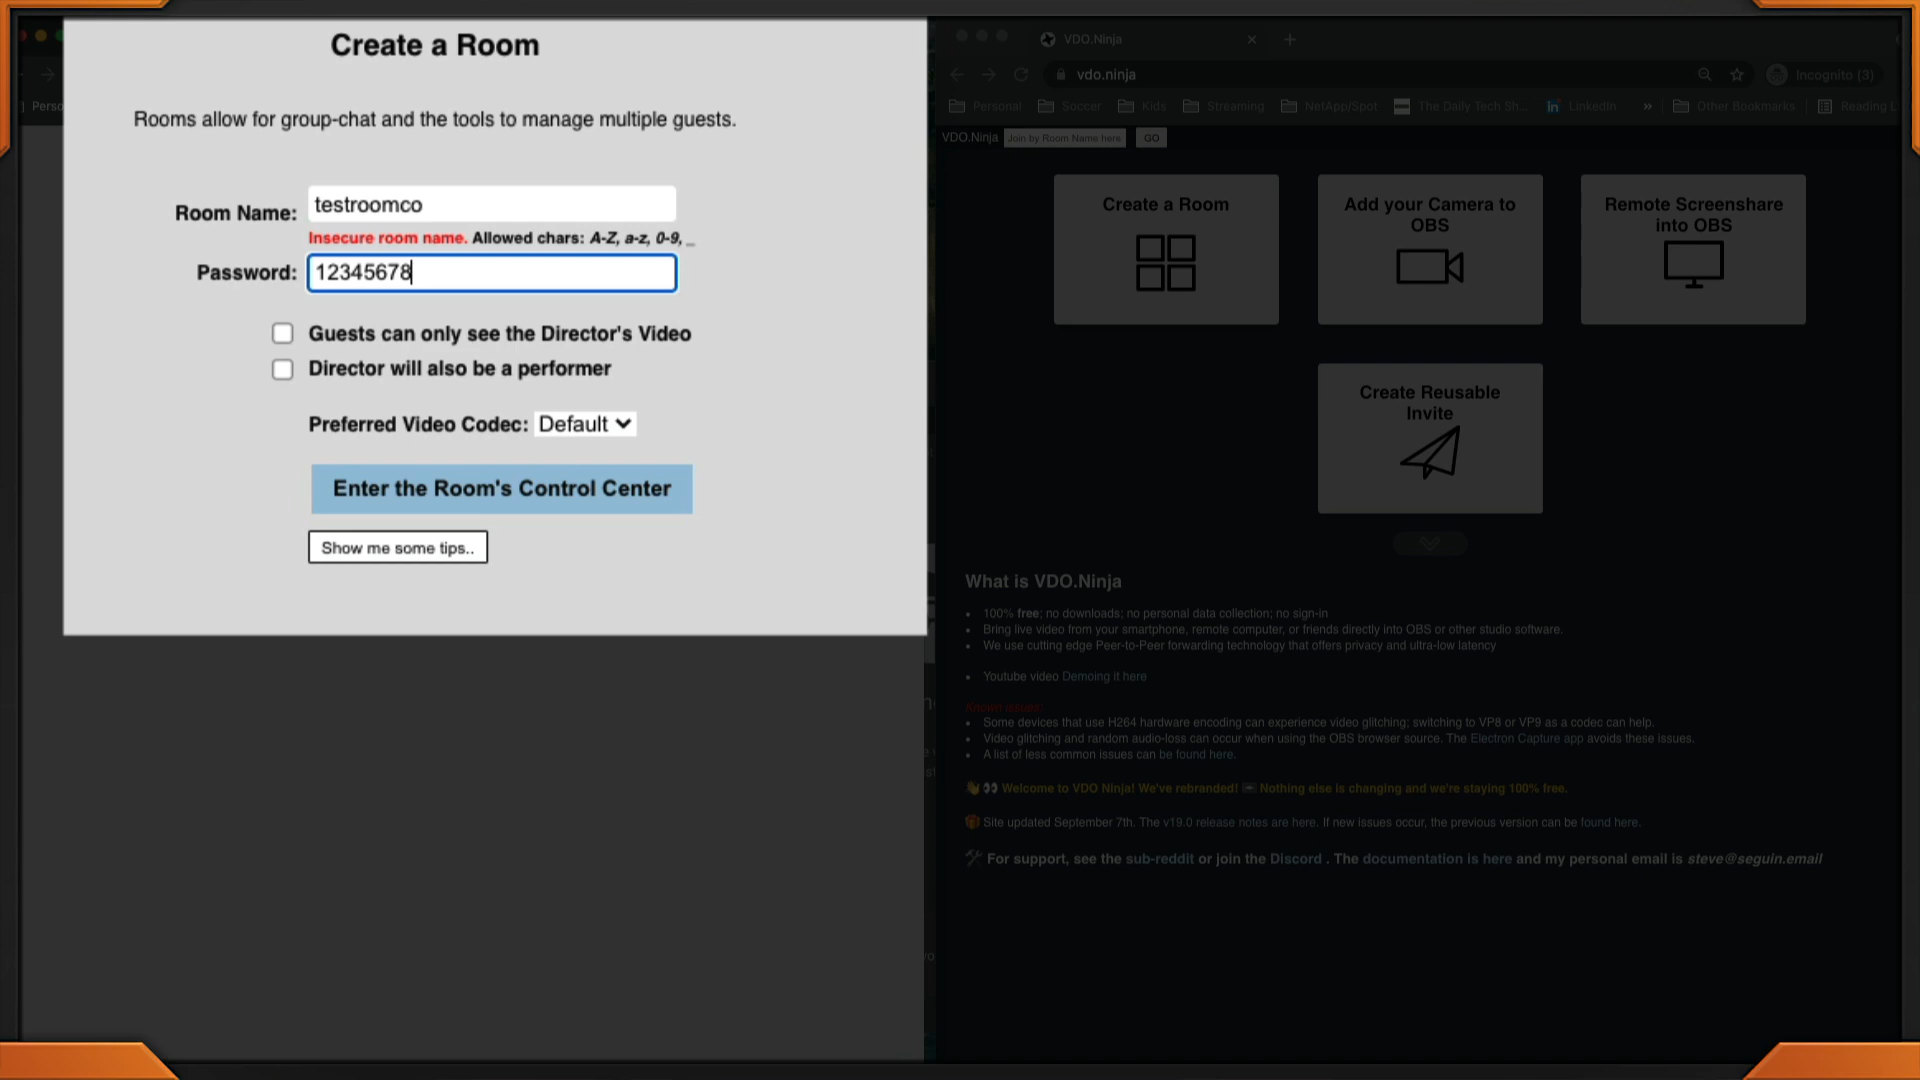 Create a Room
Rooms allow for group-chat and the tools to manage multiple guests.
Room Name:
testroomco
Insecure room name. Allowed chars: A-Z, a-z, 0-9, _
Password:
12345678
Guests can only see the Director's Video
Director will also be a performer
Preferred Video Codec: Default
Enter the Room's Control Center
Show me some tips..
Perso
VDO.Ninja
vdo.ninja
Incognito (3)
Personal
Soccer
Kids
Streaming
NetApp/Spot
The Daily Tech Sh...
LinkedIn
»
Other Bookmarks
Reading L
VDO.Ninja
Join by Room Name here
GO
Create a Room
Add your Camera to
OBS
Remote Screenshare
into OBS
Create Reusable
Invite
What is VDO.Ninja
• 100% free; no downloads; no personal data collection; no sign-in
• Bring live video from your smartphone, remote computer, or friends directly into OBS or other studio software.
• We use cutting edge Peer-to-Peer forwarding technology that offers privacy and ultra-low latency
• Youtube video Demoing it here
Known issues:
• Some devices that use H264 hardware encoding can experience video glitching; switching to VP8 or VP9 as a codec can help.
• Video glitching and random audio-loss can occur when using the OBS browser source. The Electron Capture app avoids these issues.
• A list of less common issues can be found here.
👋👀 Welcome to VDO Ninja! We've rebranded! Nothing else is changing and we're staying 100% free.
🎁 Site updated September 7th. The v19.0 release notes are here. If new issues occur, the previous version can be found here.
🛠 For support, see the sub-reddit or join the Discord . The documentation is here and my personal email is steve@seguin.email